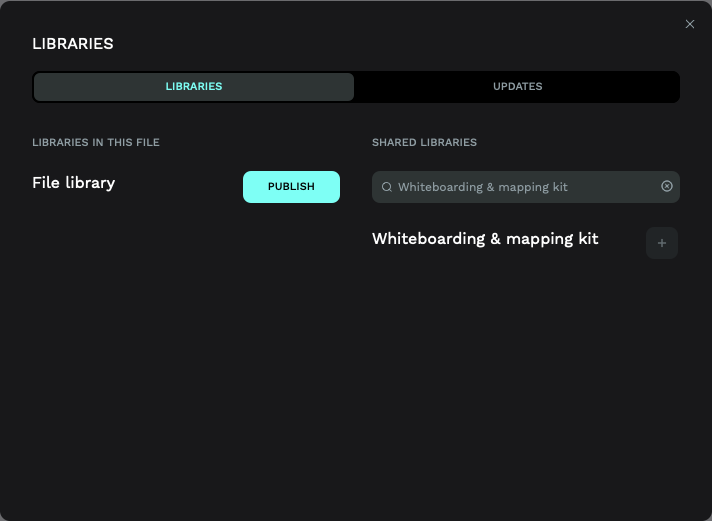 LIBRARIES
LIBRARIES
UPDATES
LIBRARIES IN THIS FILE
File library
PUBLISH
SHARED LIBRARIES
Whiteboarding & mapping kit
Whiteboarding & mapping kit